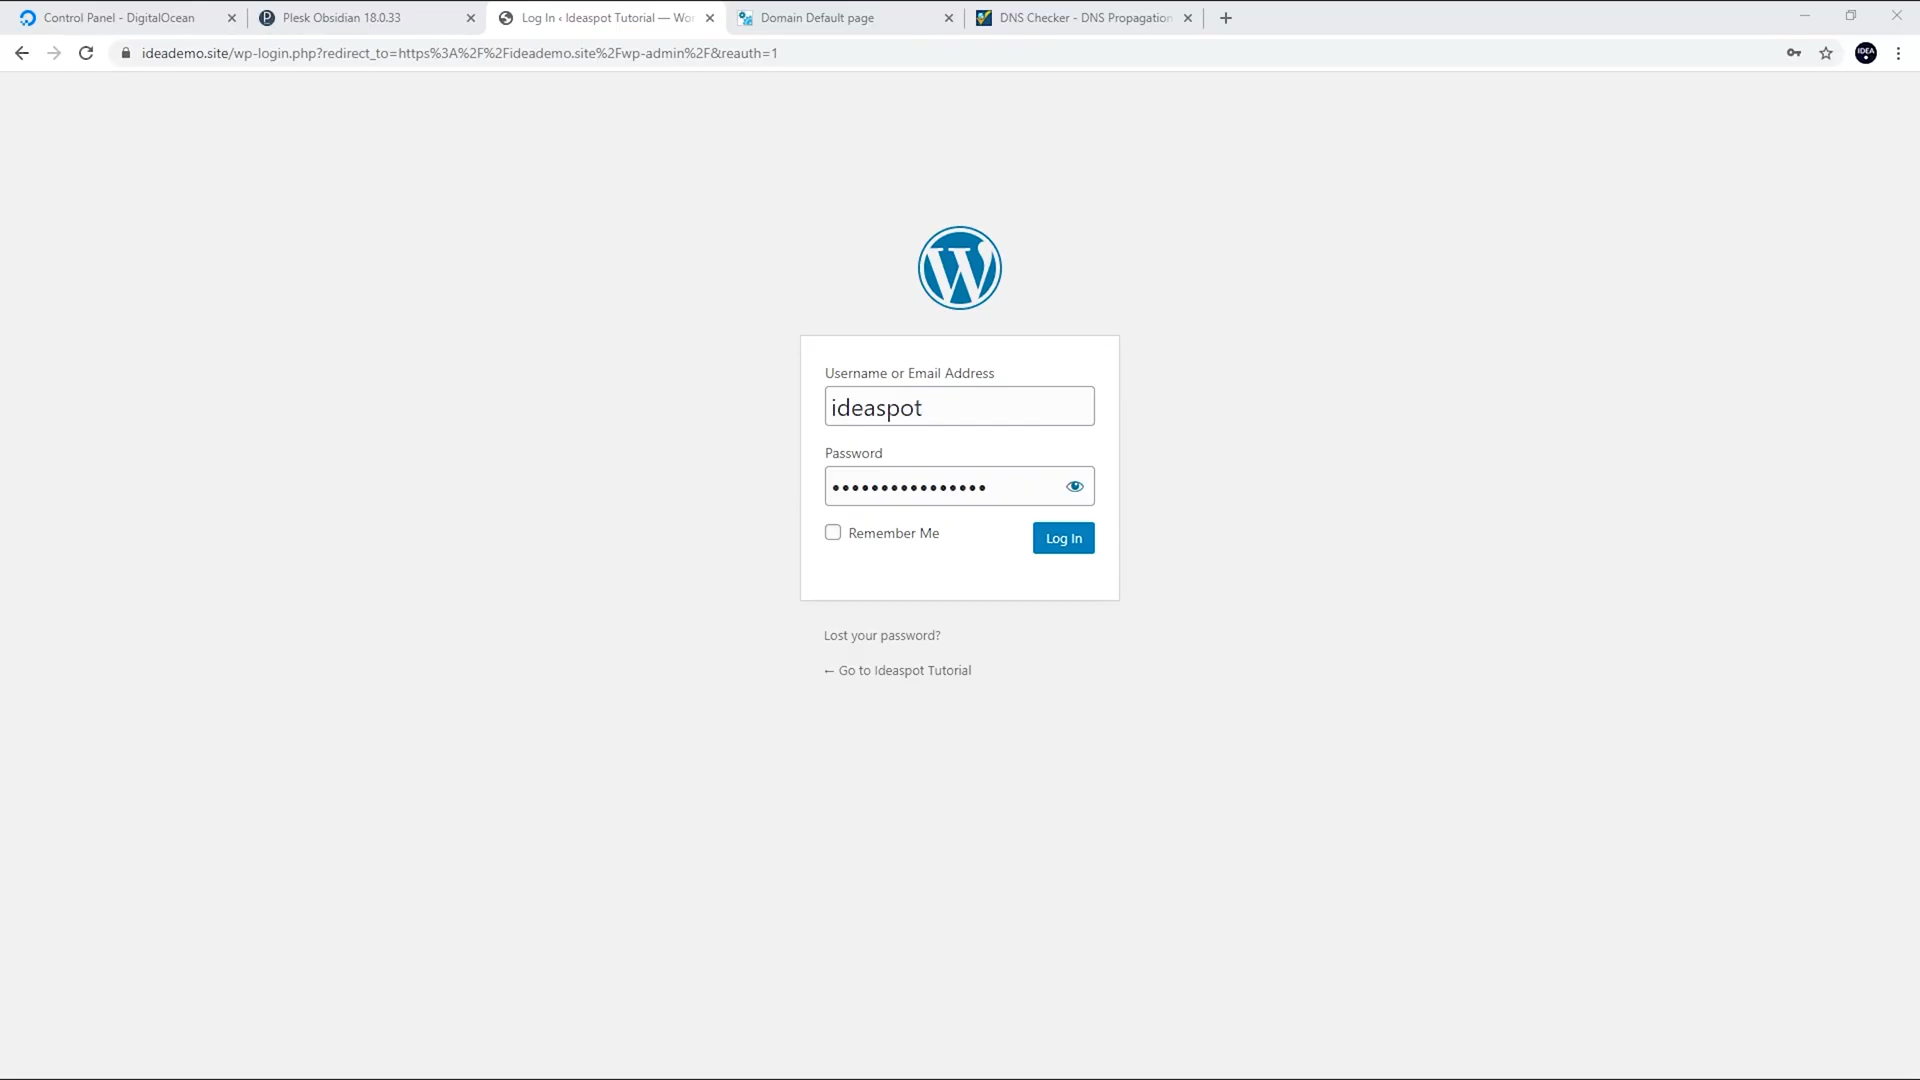 Control Panel - DigitalOcean
Plesk Obsidian 18.0.33
Log In ‹ Ideaspot Tutorial — Wor
Domain Default page
DNS Checker - DNS Propagation
ideademo.site/wp-login.php?redirect_to=https%3A%2F%2Fideademo.site%2Fwp-admin%2F&reauth=1
IDEA
Username or Email Address
ideaspot
Password
Remember Me
Log In
Lost your password?
← Go to Ideaspot Tutorial